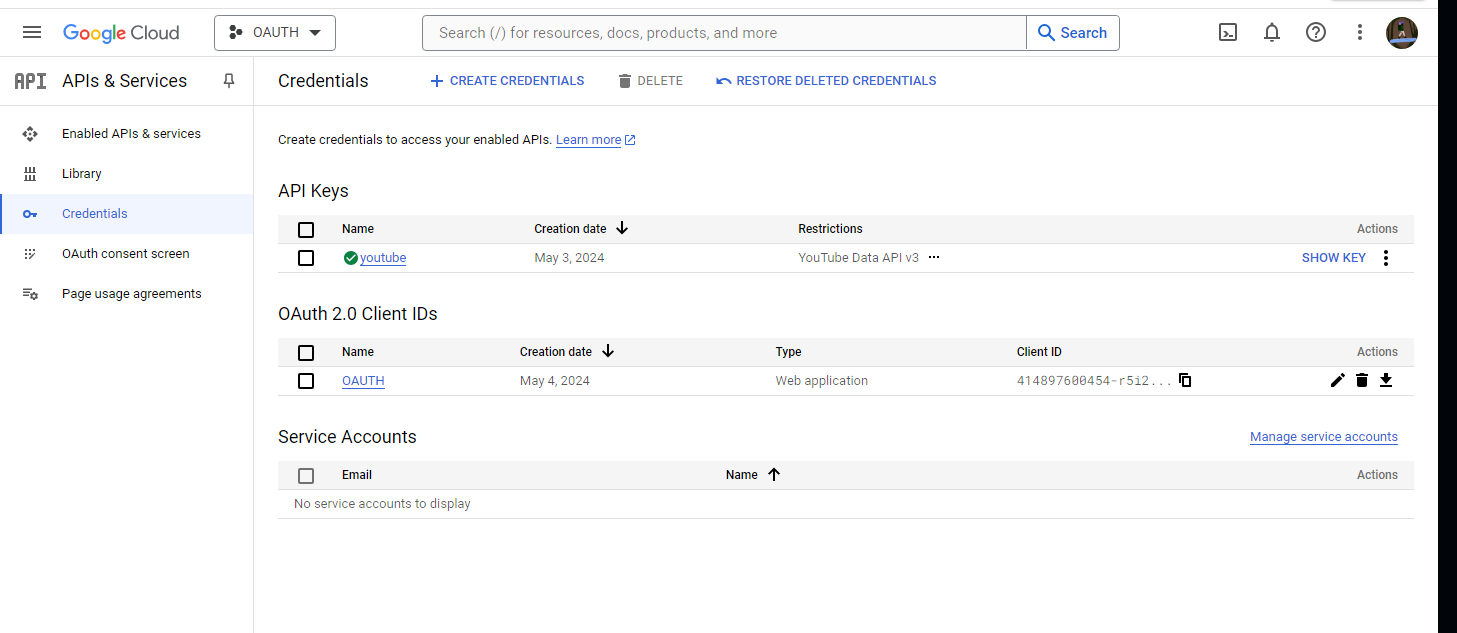 Google Cloud OAUTH Search (/) for resources, docs, products, and more Search
API APIs & Services
Enabled APIs & services
Library
Credentials
OAuth consent screen
Page usage agreements
Credentials CREATE CREDENTIALS DELETE RESTORE DELETED CREDENTIALS
Create credentials to access your enabled APIs. Learn more
API Keys
Name Creation date Restrictions Actions
youtube May 3, 2024 YouTube Data API v3 ... SHOW KEY
OAuth 2.0 Client IDs
Name Creation date Type Client ID Actions
OAUTH May 4, 2024 Web application 414897600454-r5i2...
Service Accounts Manage service accounts
Email Name Actions
No service accounts to display